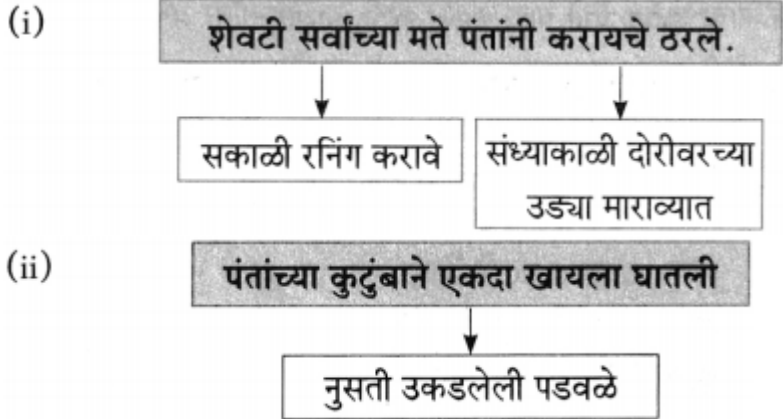 (i) शेवटी सर्वांच्या मते पंतांनी करायचे ठरले.
सकाळी रनिंग करावे
संध्याकाळी दोरीवरच्या
उड्या माराव्यात
(ii) पंतांच्या कुटुंबाने एकदा खायला घातली
नुसती उकडलेली पडवळे